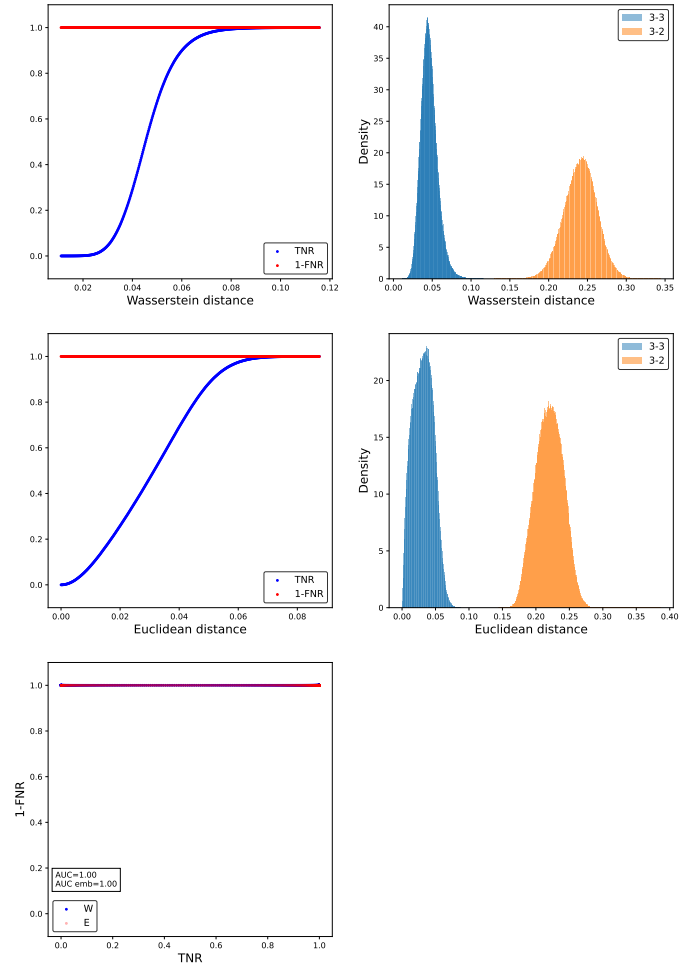 1.0
0.8
0.6
0.4
0.2
0.0
TNR
1-FNR
0.02 0.04 0.06 0.08 0.10 0.12
Wasserstein distance
Density
40
35
30
25
20
15
10
5
0
3-3
3-2
0.00 0.05 0.10 0.15 0.20 0.25 0.30 0.35
Wasserstein distance
1.0
0.8
0.6
0.4
0.2
0.0
TNR
1-FNR
0.00 0.02 0.04 0.06 0.08
Euclidean distance
Density
20
15
10
5
0
3-3
3-2
0.00 0.05 0.10 0.15 0.20 0.25 0.30 0.35 0.40
Euclidean distance
1-FNR
1.0
0.8
0.6
0.4
0.2
0.0
AUC=1.00
AUC emb=1.00
W
E
0.0 0.2 0.4 0.6 0.8 1.0
TNR